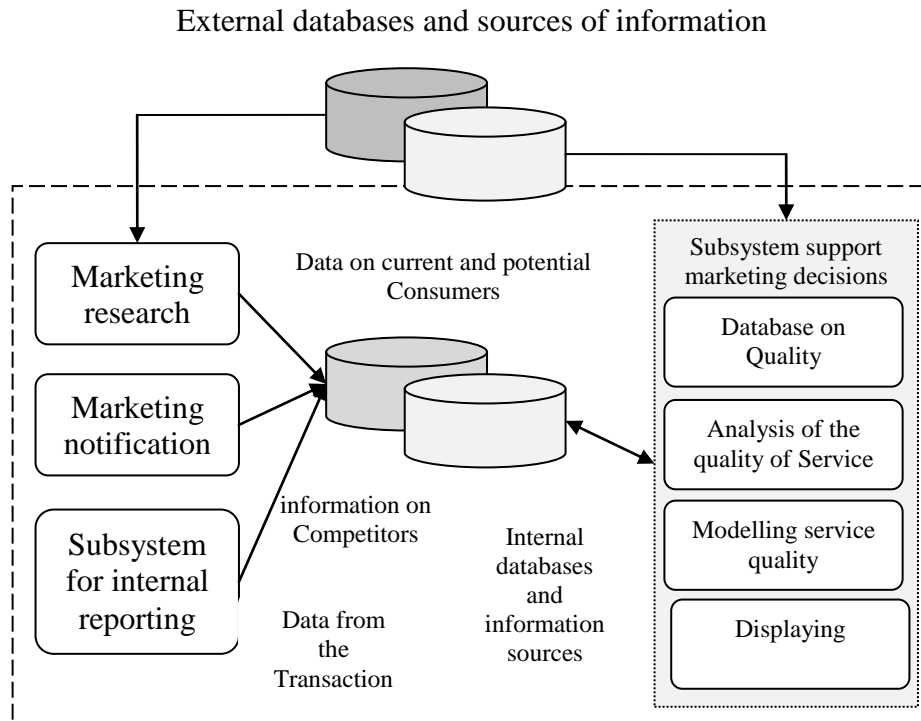 External databases and sources of information
Marketing
research
Marketing
notification
Subsystem
for internal
reporting
Data on current and potential
Consumers
information on
Competitors
Data from
the
Transaction
Internal
databases
and
information
sources
Subsystem support
marketing decisions
Database on
Quality
Analysis of the
quality of Service
Modelling service
quality
Displaying